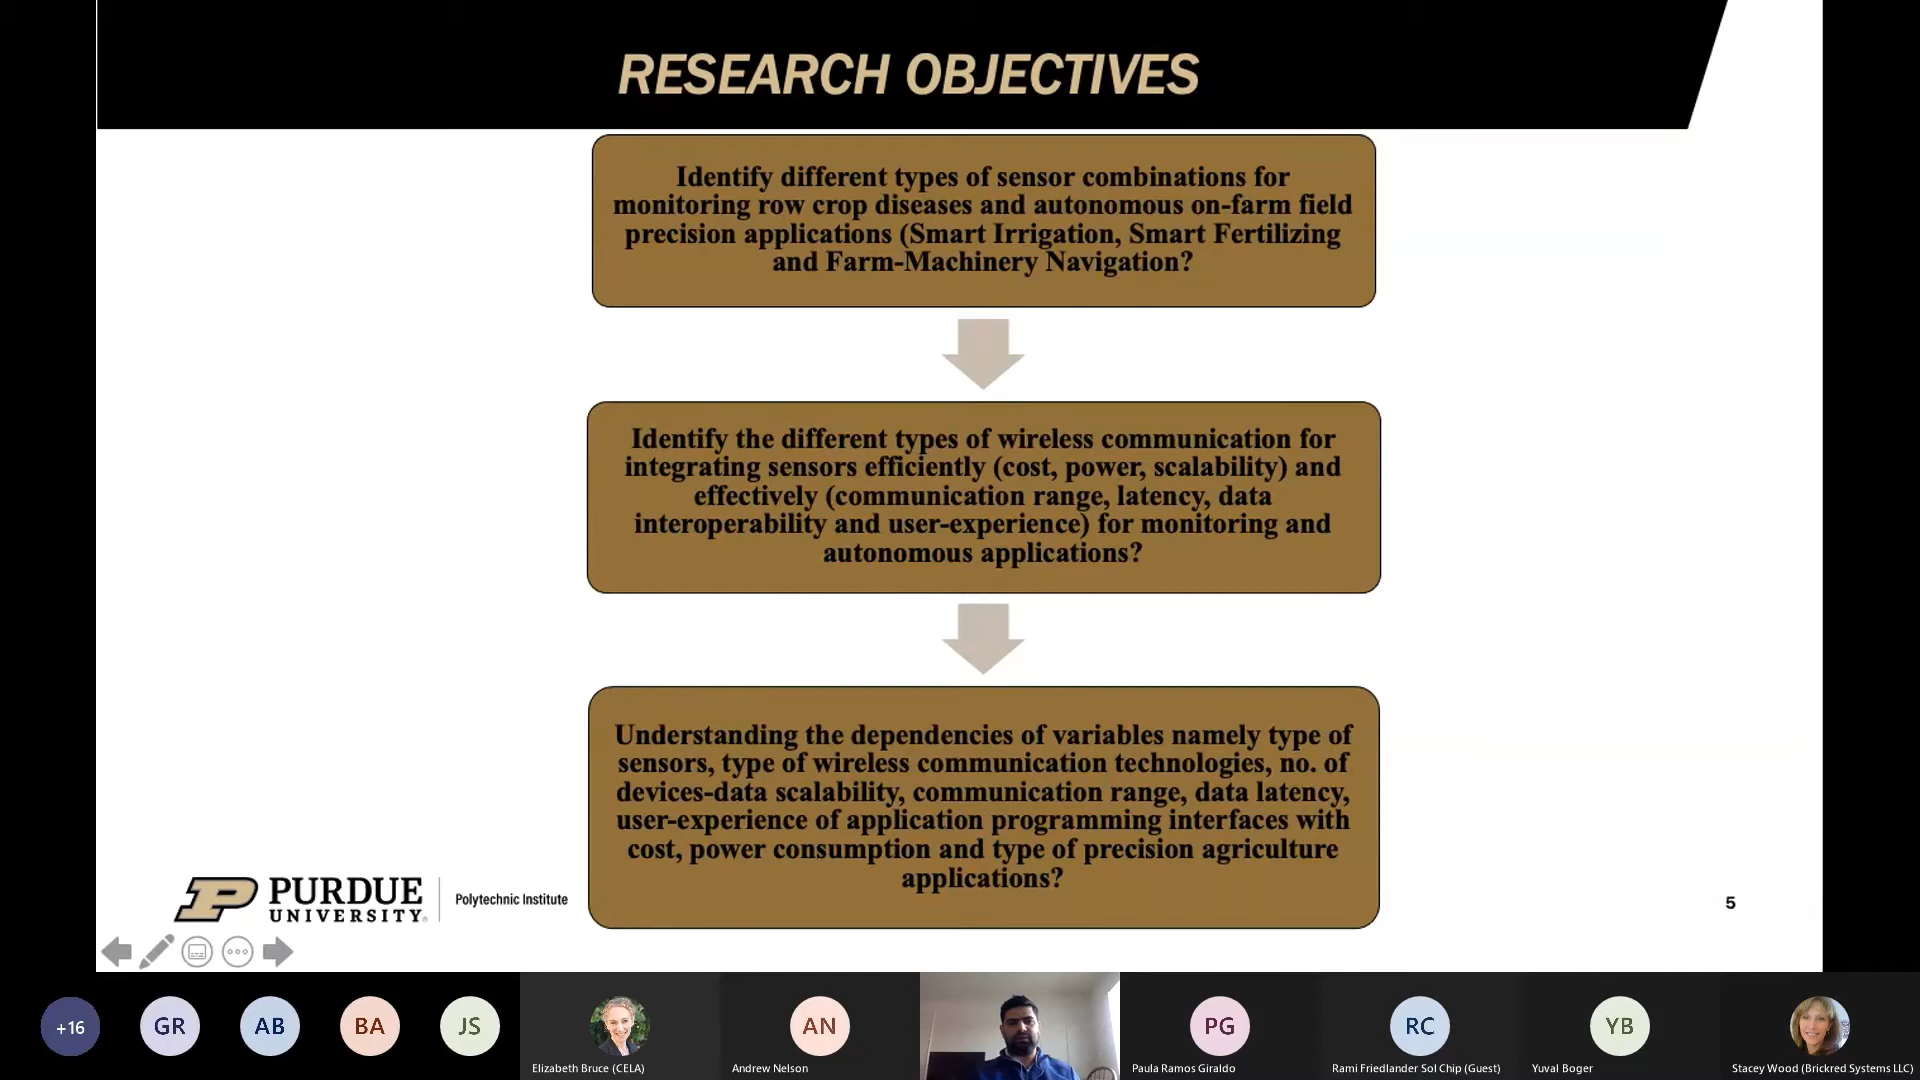 RESEARCH OBJECTIVES
Identify different types of sensor combinations for
monitoring row crop diseases and autonomous on-farm field
precision applications (Smart Irrigation, Smart Fertilizing
and Farm-Machinery Navigation?
Identify the different types of wireless communication for
integrating sensors efficiently (cost, power, scalability) and
effectively (communication range, latency, data
interoperability and user-experience) for monitoring and
autonomous applications?
Understanding the dependencies of variables namely type of
sensors, type of wireless communication technologies, no. of
devices-data scalability, communication range, data latency,
user-experience of application programming interfaces with
cost, power consumption and type of precision agriculture
applications?
PURDUE
UNIVERSITY®
Polytechnic Institute
5
+16
GR
AB
BA
JS
Elizabeth Bruce (CELA)
AN
Andrew Nelson
PG
Paula Ramos Giraldo
RC
Rami Friedlander Sol Chip (Guest)
YB
Yuval Boger
Stacey Wood (Brickred Systems LLC)